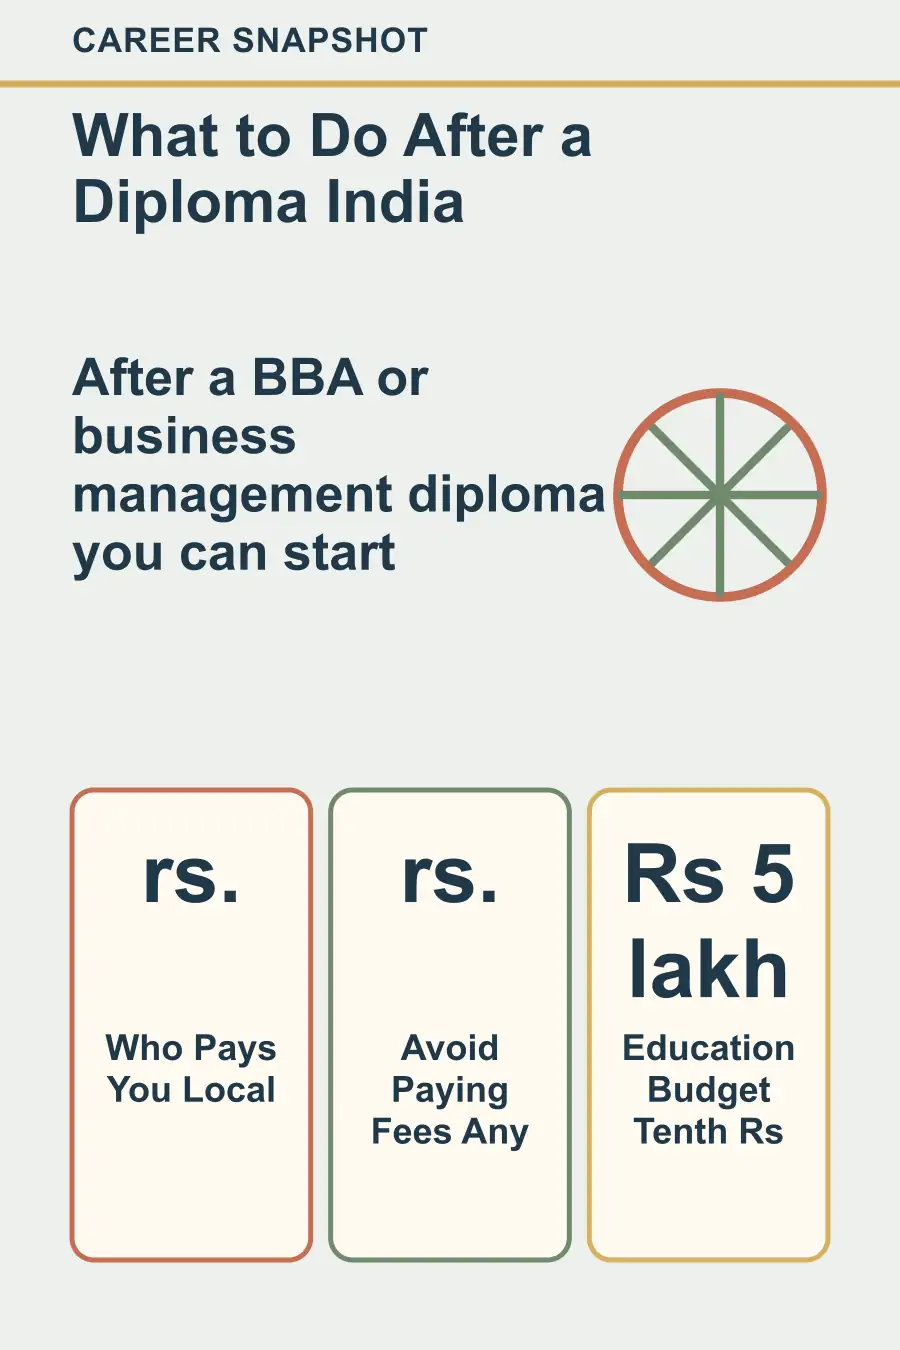 CAREER SNAPSHOT
What to Do After a
Diploma India
After a BBA or
business
management diploma
you can start
rs.
Who Pays
You Local
rs.
Avoid
Paying
Fees Any
Rs 5
lakh
Education
Budget
Tenth Rs